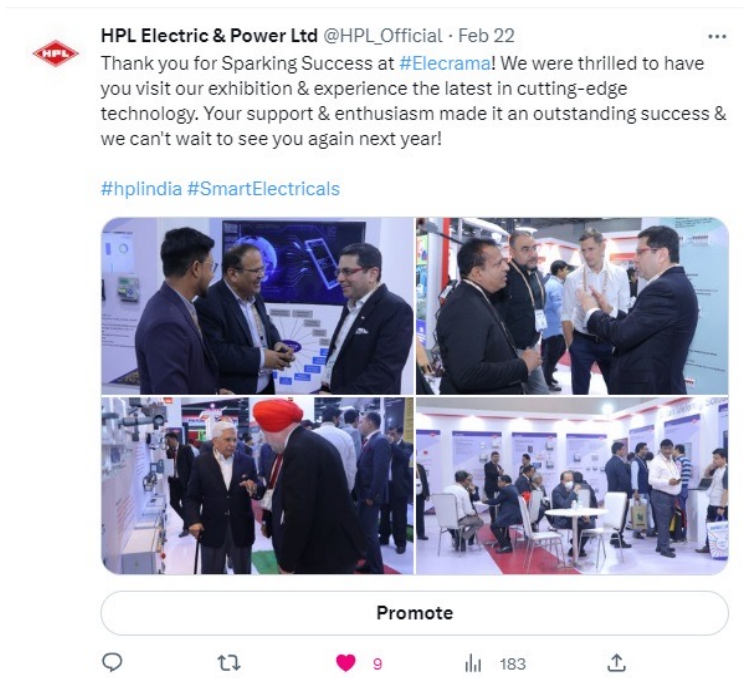 HPL Electric & Power Ltd @HPL_Official · Feb 22
HPL
Thank you for Sparking Success at #Elecrama! We were thrilled to have
you visit our exhibition & experience the latest in cutting-edge
technology. Your support & enthusiasm made it an outstanding success &
we can't wait to see you again next year!
#hplindia #SmartElectricals
Promote
9
183